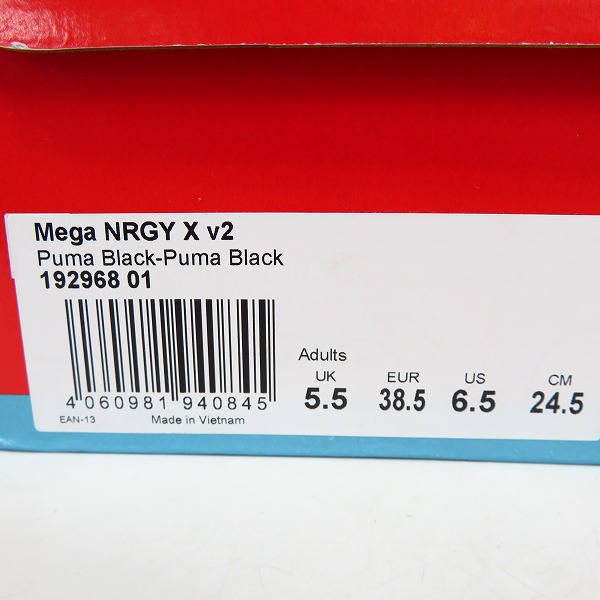 Mega NRGY X v2
Puma Black-Puma Black
192968 01
Adults
UK EUR US CM
5.5 38.5 6.5 24.5
4 060981 940845
EAN-13 Made in Vietnam